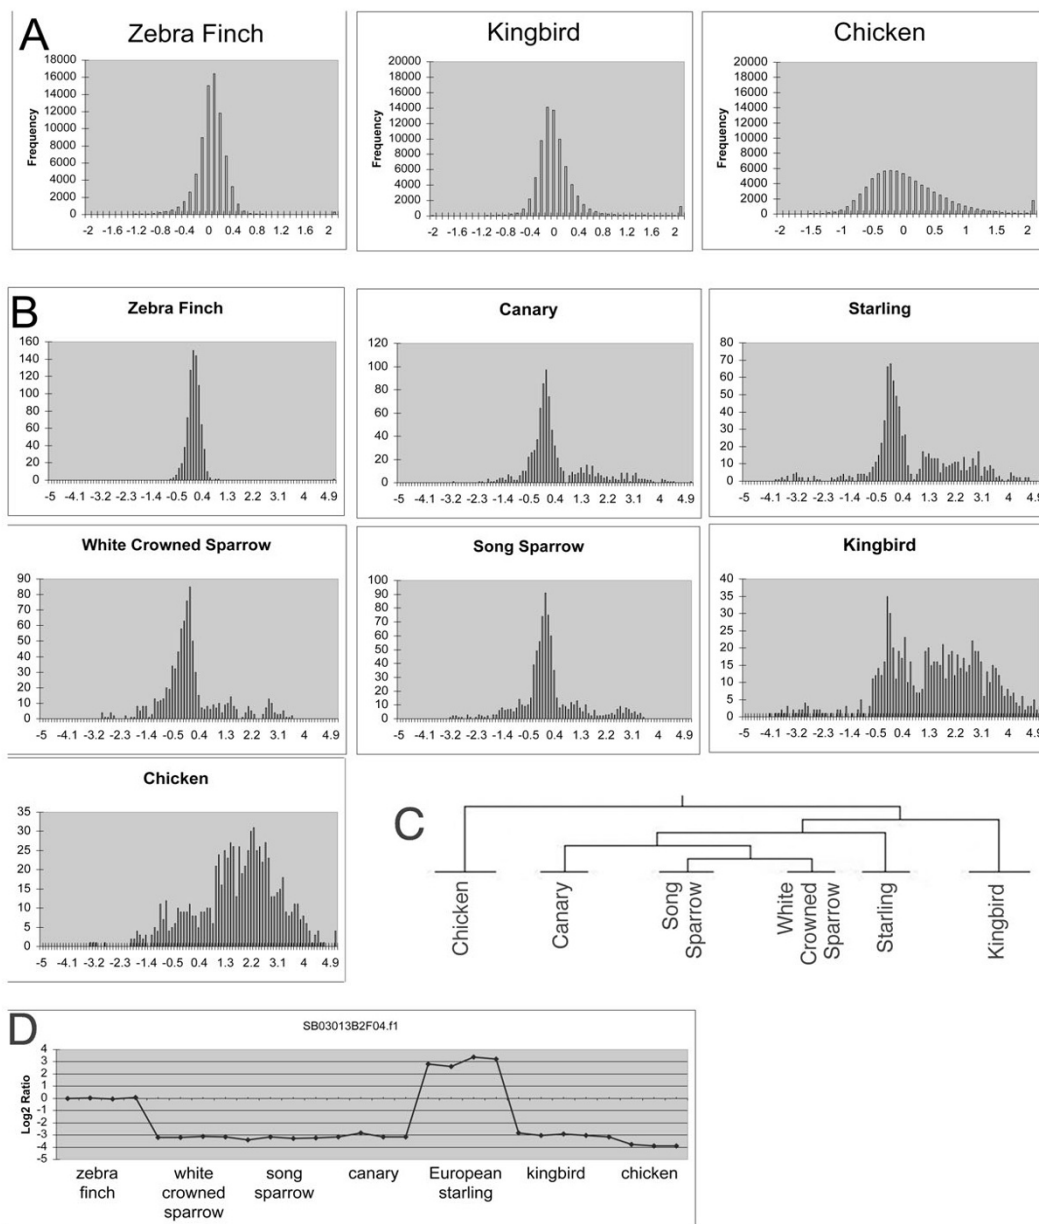 A
Zebra Finch
Frequency
18000
16000
14000
12000
10000
8000
6000
4000
2000
0
-2 -1.6 -1.2 -0.8 -0.4 0 0.4 0.8 1.2 1.6 2
Kingbird
Frequency
20000
18000
16000
14000
12000
10000
8000
6000
4000
2000
0
-2 -1.6 -1.2 -0.8 -0.4 0 0.4 0.8 1.2 1.6 2
Chicken
Frequency
20000
18000
16000
14000
12000
10000
8000
6000
4000
2000
0
-2 -1.5 -1 -0.5 0 0.5 1 1.5 2
B
Zebra Finch
160
140
120
100
80
60
40
20
0
-5 -4.1 -3.2 -2.3 -1.4 -0.5 0.4 1.3 2.2 3.1 4 4.9
Canary
120
100
80
60
40
20
0
-5 -4.1 -3.2 -2.3 -1.4 -0.5 0.4 1.3 2.2 3.1 4 4.9
Starling
80
70
60
50
40
30
20
10
0
-5 -4.1 -3.2 -2.3 -1.4 -0.5 0.4 1.3 2.2 3.1 4 4.9
White Crowned Sparrow
90
80
70
60
50
40
30
20
10
0
-5 -4.1 -3.2 -2.3 -1.4 -0.5 0.4 1.3 2.2 3.1 4 4.9
Song Sparrow
100
90
80
70
60
50
40
30
20
10
0
-5 -4.1 -3.2 -2.3 -1.4 -0.5 0.4 1.3 2.2 3.1 4 4.9
Kingbird
40
35
30
25
20
15
10
5
0
-5 -4.1 -3.2 -2.3 -1.4 -0.5 0.4 1.3 2.2 3.1 4 4.9
Chicken
35
30
25
20
15
10
5
0
-5 -4.1 -3.2 -2.3 -1.4 -0.5 0.4 1.3 2.2 3.1 4 4.9
C
Chicken
Canary
Song
Sparrow
White
Crowned
Sparrow
Starling
Kingbird
D
SB03013B2F04.f1
Log2 Ratio
4
3
2
1
0
-1
-2
-3
-4
-5
zebra
finch
white
crowned
sparrow
song
sparrow
canary
European
starling
kingbird
chicken